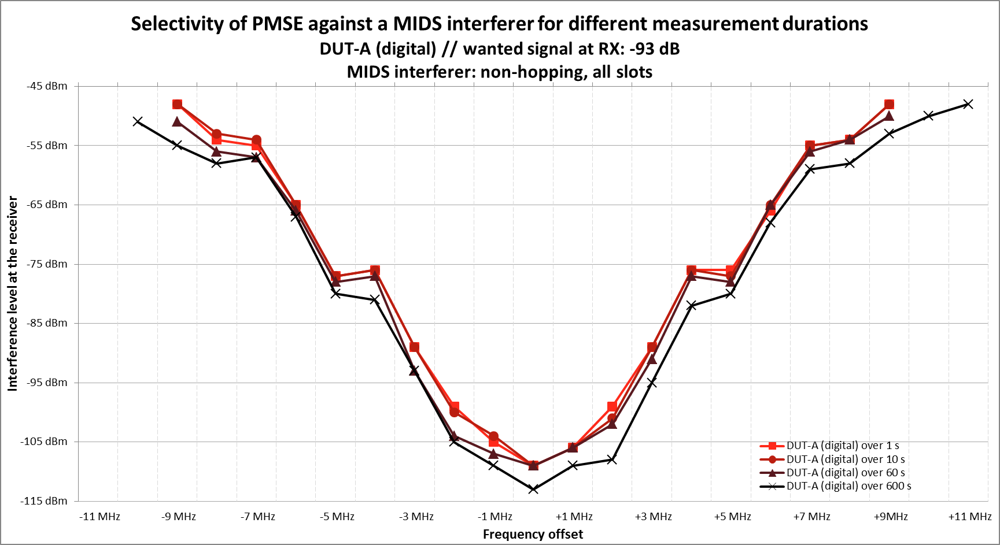 Selectivity of PMSE against a MIDS interferer for different measurement durations
DUT-A (digital) // wanted signal at RX: -93 dB
MIDS interferer: non-hopping, all slots
-45 dBm
-55 dBm
-65 dBm
-75 dBm
-85 dBm
-95 dBm
-105 dBm
-115 dBm
Interference level at the receiver
DUT-A (digital) over 1 s
DUT-A (digital) over 10 s
DUT-A (digital) over 60 s
DUT-A (digital) over 600 s
-11 MHz -9 MHz -7 MHz -5 MHz -3 MHz -1 MHz +1 MHz +3 MHz +5 MHz +7 MHz +9MHz +11 MHz
Frequency offset